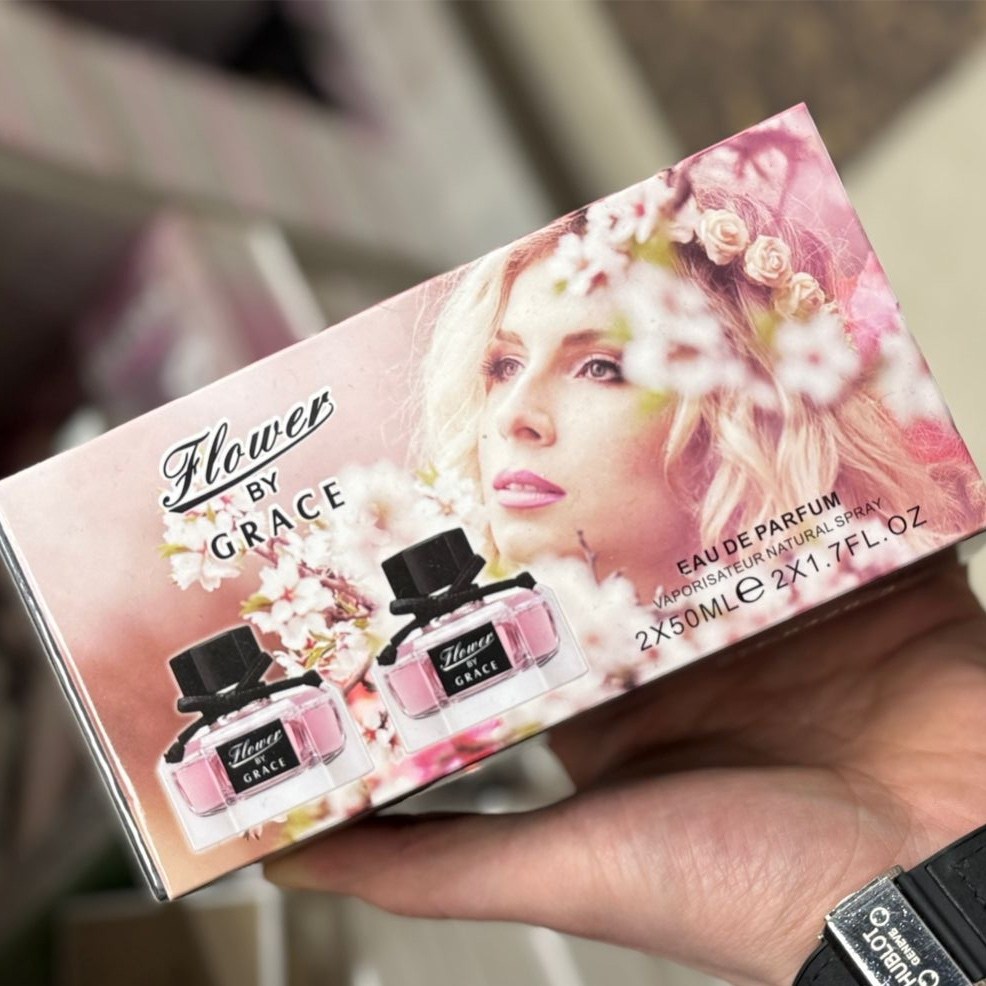 Flower
BY
GRACE
EAU DE PARFUM
VAPORISATEUR NATURAL SPRAY
2X50ML℮ 2X1.7FL.OZ
Flower
BY
GRACE
Flower
BY
GRACE
HUBLOT
GENEVE